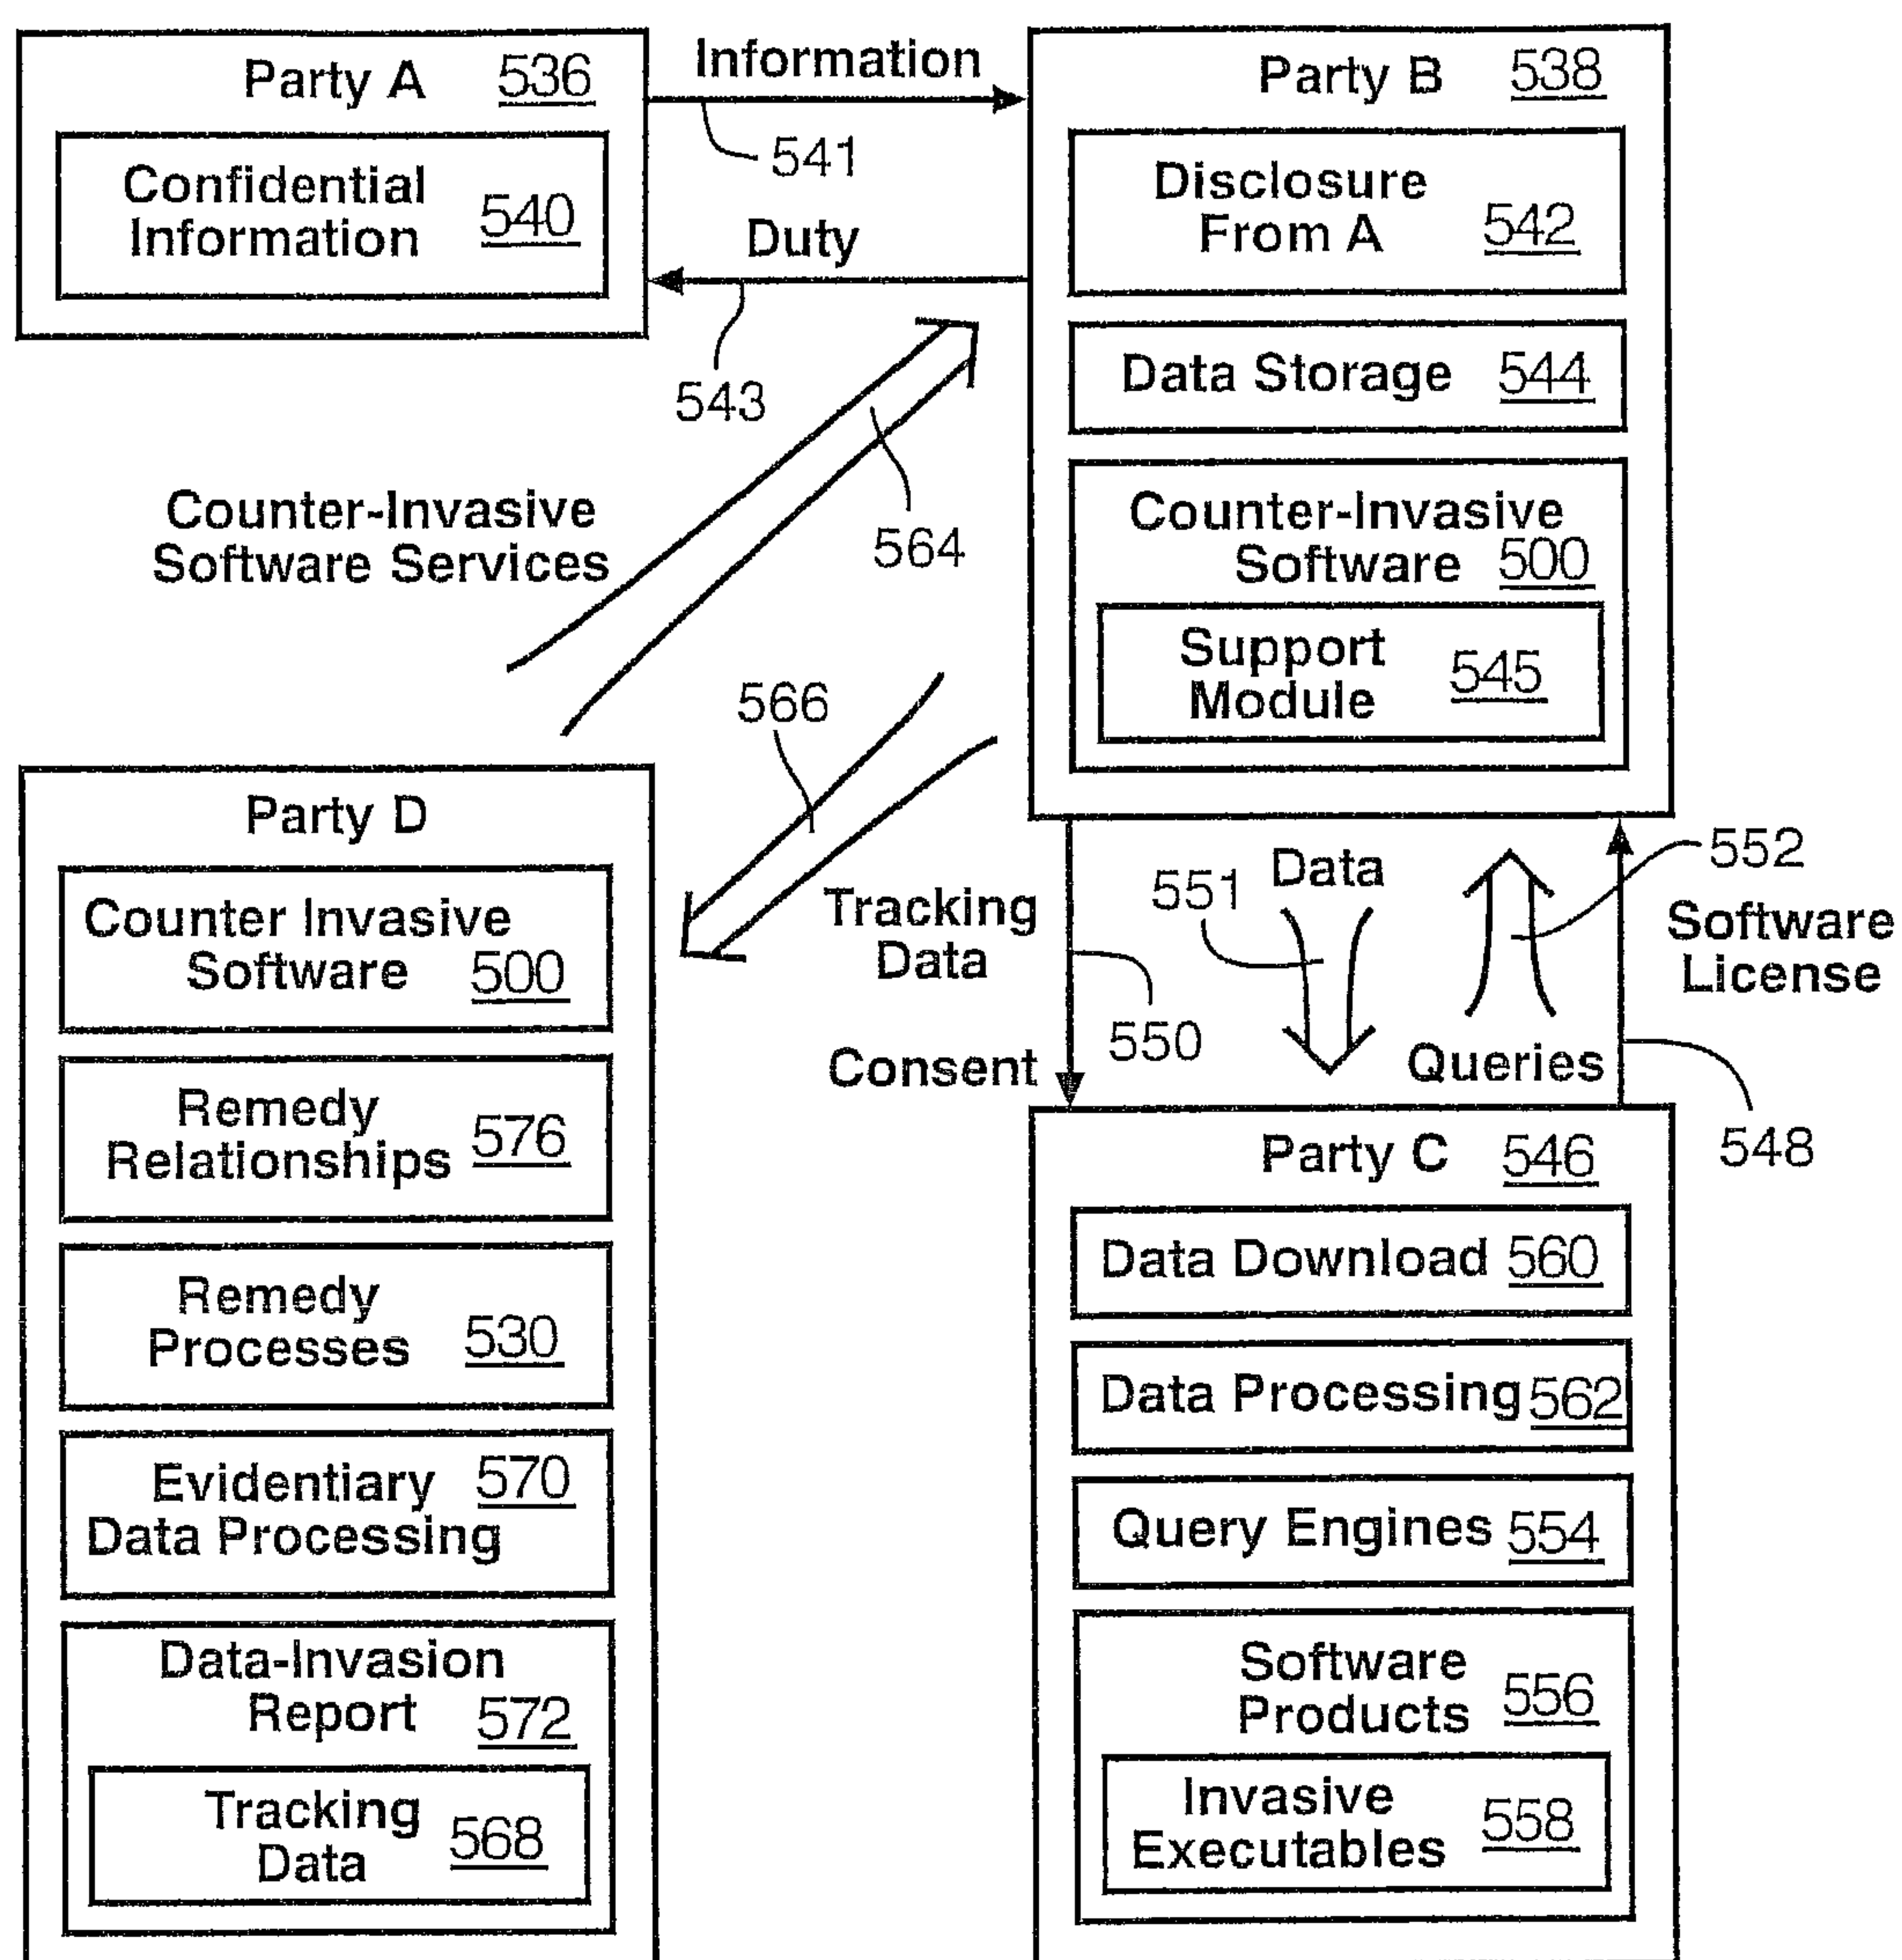 Party A 536
Confidential
Information 540
Information
541
Duty
543
Party B 538
Disclosure
From A 542
Data Storage 544
Counter-Invasive
Software 500
Support
Module 545
Counter-Invasive
Software Services
564
566
Tracking
Data
Party D
Counter Invasive
Software 500
Remedy
Relationships 576
Remedy
Processes 530
Evidentiary 570
Data Processing
Data-Invasion
Report 572
Tracking
Data 568
Consent
550
551
Data
552
Queries
Software
License
548
Party C 546
Data Download 560
Data Processing 562
Query Engines 554
Software
Products 556
Invasive
Executables 558